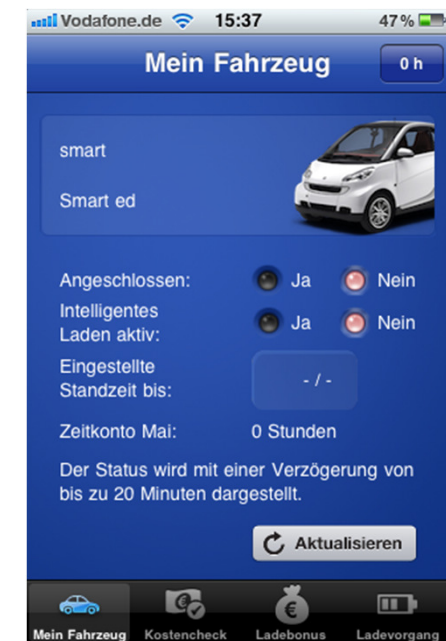 Vodafone.de 15:37 47 %
Mein Fahrzeug 0 h
smart
Smart ed
Angeschlossen: Ja Nein
Intelligentes
Laden aktiv: Ja Nein
Eingestellte
Standzeit bis: - / -
Zeitkonto Mai: 0 Stunden
Der Status wird mit einer Verzögerung von
bis zu 20 Minuten dargestellt.
Aktualisieren
Mein Fahrzeug Kostencheck Ladebonus Ladevorgang